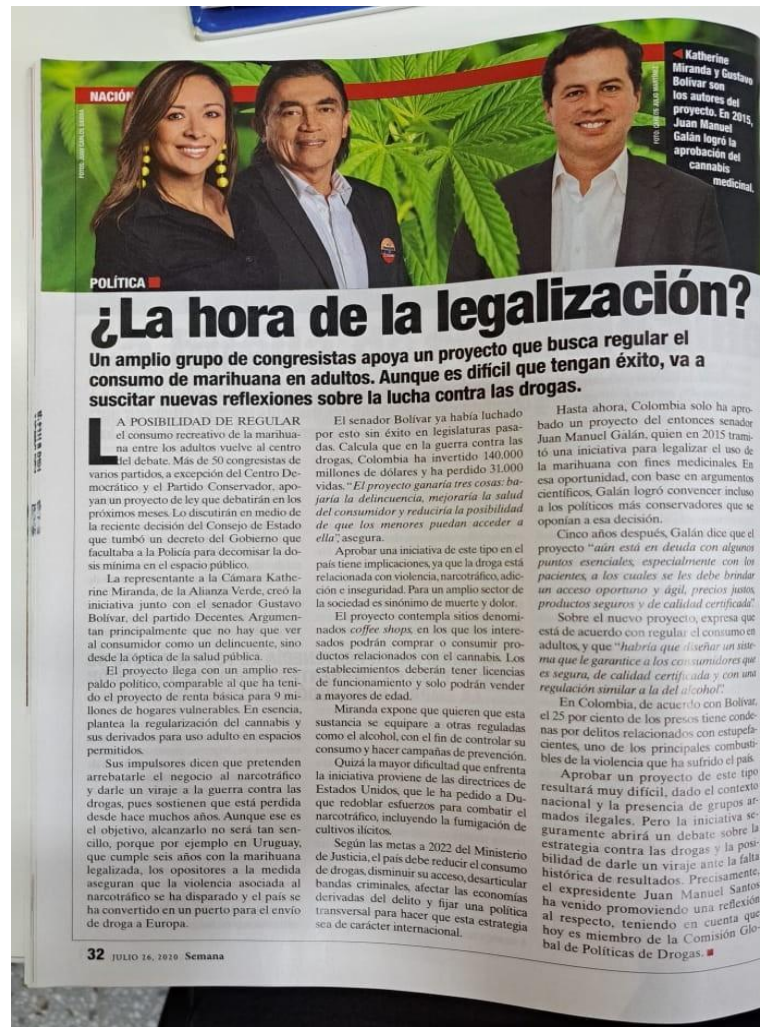 NACIÓN
FOTO: JUAN CARLOS SIERRA
FOTO: CARLOS JULIO MARTÍNEZ
Katherine
Miranda y Gustavo
Bolívar son
los autores del
proyecto. En 2015,
Juan Manuel
Galán logró la
aprobación del
cannabis
medicinal.
POLÍTICA
¿La hora de la legalización?
Un amplio grupo de congresistas apoya un proyecto que busca regular el
consumo de marihuana en adultos. Aunque es difícil que tengan éxito, va a
suscitar nuevas reflexiones sobre la lucha contra las drogas.
LA POSIBILIDAD DE REGULAR
el consumo recreativo de la marihua-
na entre los adultos vuelve al centro
del debate. Más de 50 congresistas de
varios partidos, a excepción del Centro De-
mocrático y el Partido Conservador, apo-
yan un proyecto de ley que debatirán en los
próximos meses. Lo discutirán en medio de
la reciente decisión del Consejo de Estado
que tumbó un decreto del Gobierno que
facultaba a la Policía para decomisar la do-
sis mínima en el espacio público.
La representante a la Cámara Kathe-
rine Miranda, de la Alianza Verde, creó la
iniciativa junto con el senador Gustavo
Bolívar, del partido Decentes. Argumen-
tan principalmente que no hay que ver
al consumidor como un delincuente, sino
desde la óptica de la salud pública.
El proyecto llega con un amplio res-
paldo político, comparable al que ha teni-
do el proyecto de renta básica para 9 mi-
llones de hogares vulnerables. En esencia,
plantea la regularización del cannabis y
sus derivados para uso adulto en espacios
permitidos.
Sus impulsores dicen que pretenden
arrebatarle el negocio al narcotráfico
y darle un viraje a la guerra contra las
drogas, pues sostienen que está perdida
desde hace muchos años. Aunque ese es
el objetivo, alcanzarlo no será tan sen-
cillo, porque por ejemplo en Uruguay,
que cumple seis años con la marihuana
legalizada, los opositores a la medida
aseguran que la violencia asociada al
narcotráfico se ha disparado y el país se
ha convertido en un puerto para el envío
de droga a Europa.
El senador Bolívar ya había luchado
por esto sin éxito en legislaturas pasa-
das. Calcula que en la guerra contra las
drogas, Colombia ha invertido 140.000
millones de dólares y ha perdido 31.000
vidas. "El proyecto ganaría tres cosas: ba-
jaría la delincuencia, mejoraría la salud
del consumidor y reduciría la posibilidad
de que los menores puedan acceder a
ella", asegura.
Aprobar una iniciativa de este tipo en el
país tiene implicaciones, ya que la droga está
relacionada con violencia, narcotráfico, adic-
ción e inseguridad. Para un amplio sector de
la sociedad es sinónimo de muerte y dolor.
El proyecto contempla sitios denomi-
nados coffee shops, en los que los intere-
sados podrán comprar o consumir pro-
ductos relacionados con el cannabis. Los
establecimientos deberán tener licencias
de funcionamiento y solo podrán vender
a mayores de edad.
Miranda expone que quieren que esta
sustancia se equipare a otras reguladas
como el alcohol, con el fin de controlar su
consumo y hacer campañas de prevención.
Quizá la mayor dificultad que enfrenta
la iniciativa proviene de las directrices de
Estados Unidos, que le ha pedido a Du-
que redoblar esfuerzos para combatir el
narcotráfico, incluyendo la fumigación de
cultivos ilícitos.
Según las metas a 2022 del Ministerio
de Justicia, el país debe reducir el consumo
de drogas, disminuir su acceso, desarticular
bandas criminales, afectar las economías
derivadas del delito y fijar una política
transversal para hacer que esta estrategia
sea de carácter internacional.
Hasta ahora, Colombia solo ha apro-
bado un proyecto del entonces senador
Juan Manuel Galán, quien en 2015 trami-
tó una iniciativa para legalizar el uso de
la marihuana con fines medicinales. En
esa oportunidad, con base en argumentos
científicos, Galán logró convencer incluso
a los políticos más conservadores que se
oponían a esa decisión.
Cinco años después, Galán dice que el
proyecto "aún está en deuda con algunos
puntos esenciales, especialmente con los
pacientes, a los cuales se les debe brindar
un acceso oportuno y ágil, precios justos,
productos seguros y de calidad certificada".
Sobre el nuevo proyecto, expresa que
está de acuerdo con regular el consumo en
adultos, y que "habría que diseñar un siste-
ma que le garantice a los consumidores que
es segura, de calidad certificada y con una
regulación similar a la del alcohol".
En Colombia, de acuerdo con Bolívar,
el 25 por ciento de los presos tiene conde-
nas por delitos relacionados con estupefa-
cientes, uno de los principales combusti-
bles de la violencia que ha sufrido el país.
Aprobar un proyecto de este tipo
resultará muy difícil, dado el contexto
nacional y la presencia de grupos ar-
mados ilegales. Pero la iniciativa se-
guramente abrirá un debate sobre la
estrategia contra las drogas y la posi-
bilidad de darle un viraje ante la falta
histórica de resultados. Precisamente,
el expresidente Juan Manuel Santos
ha venido promoviendo una reflexión
al respecto, teniendo en cuenta que
hoy es miembro de la Comisión Glo-
bal de Políticas de Drogas.
32 JULIO 26, 2020 Semana